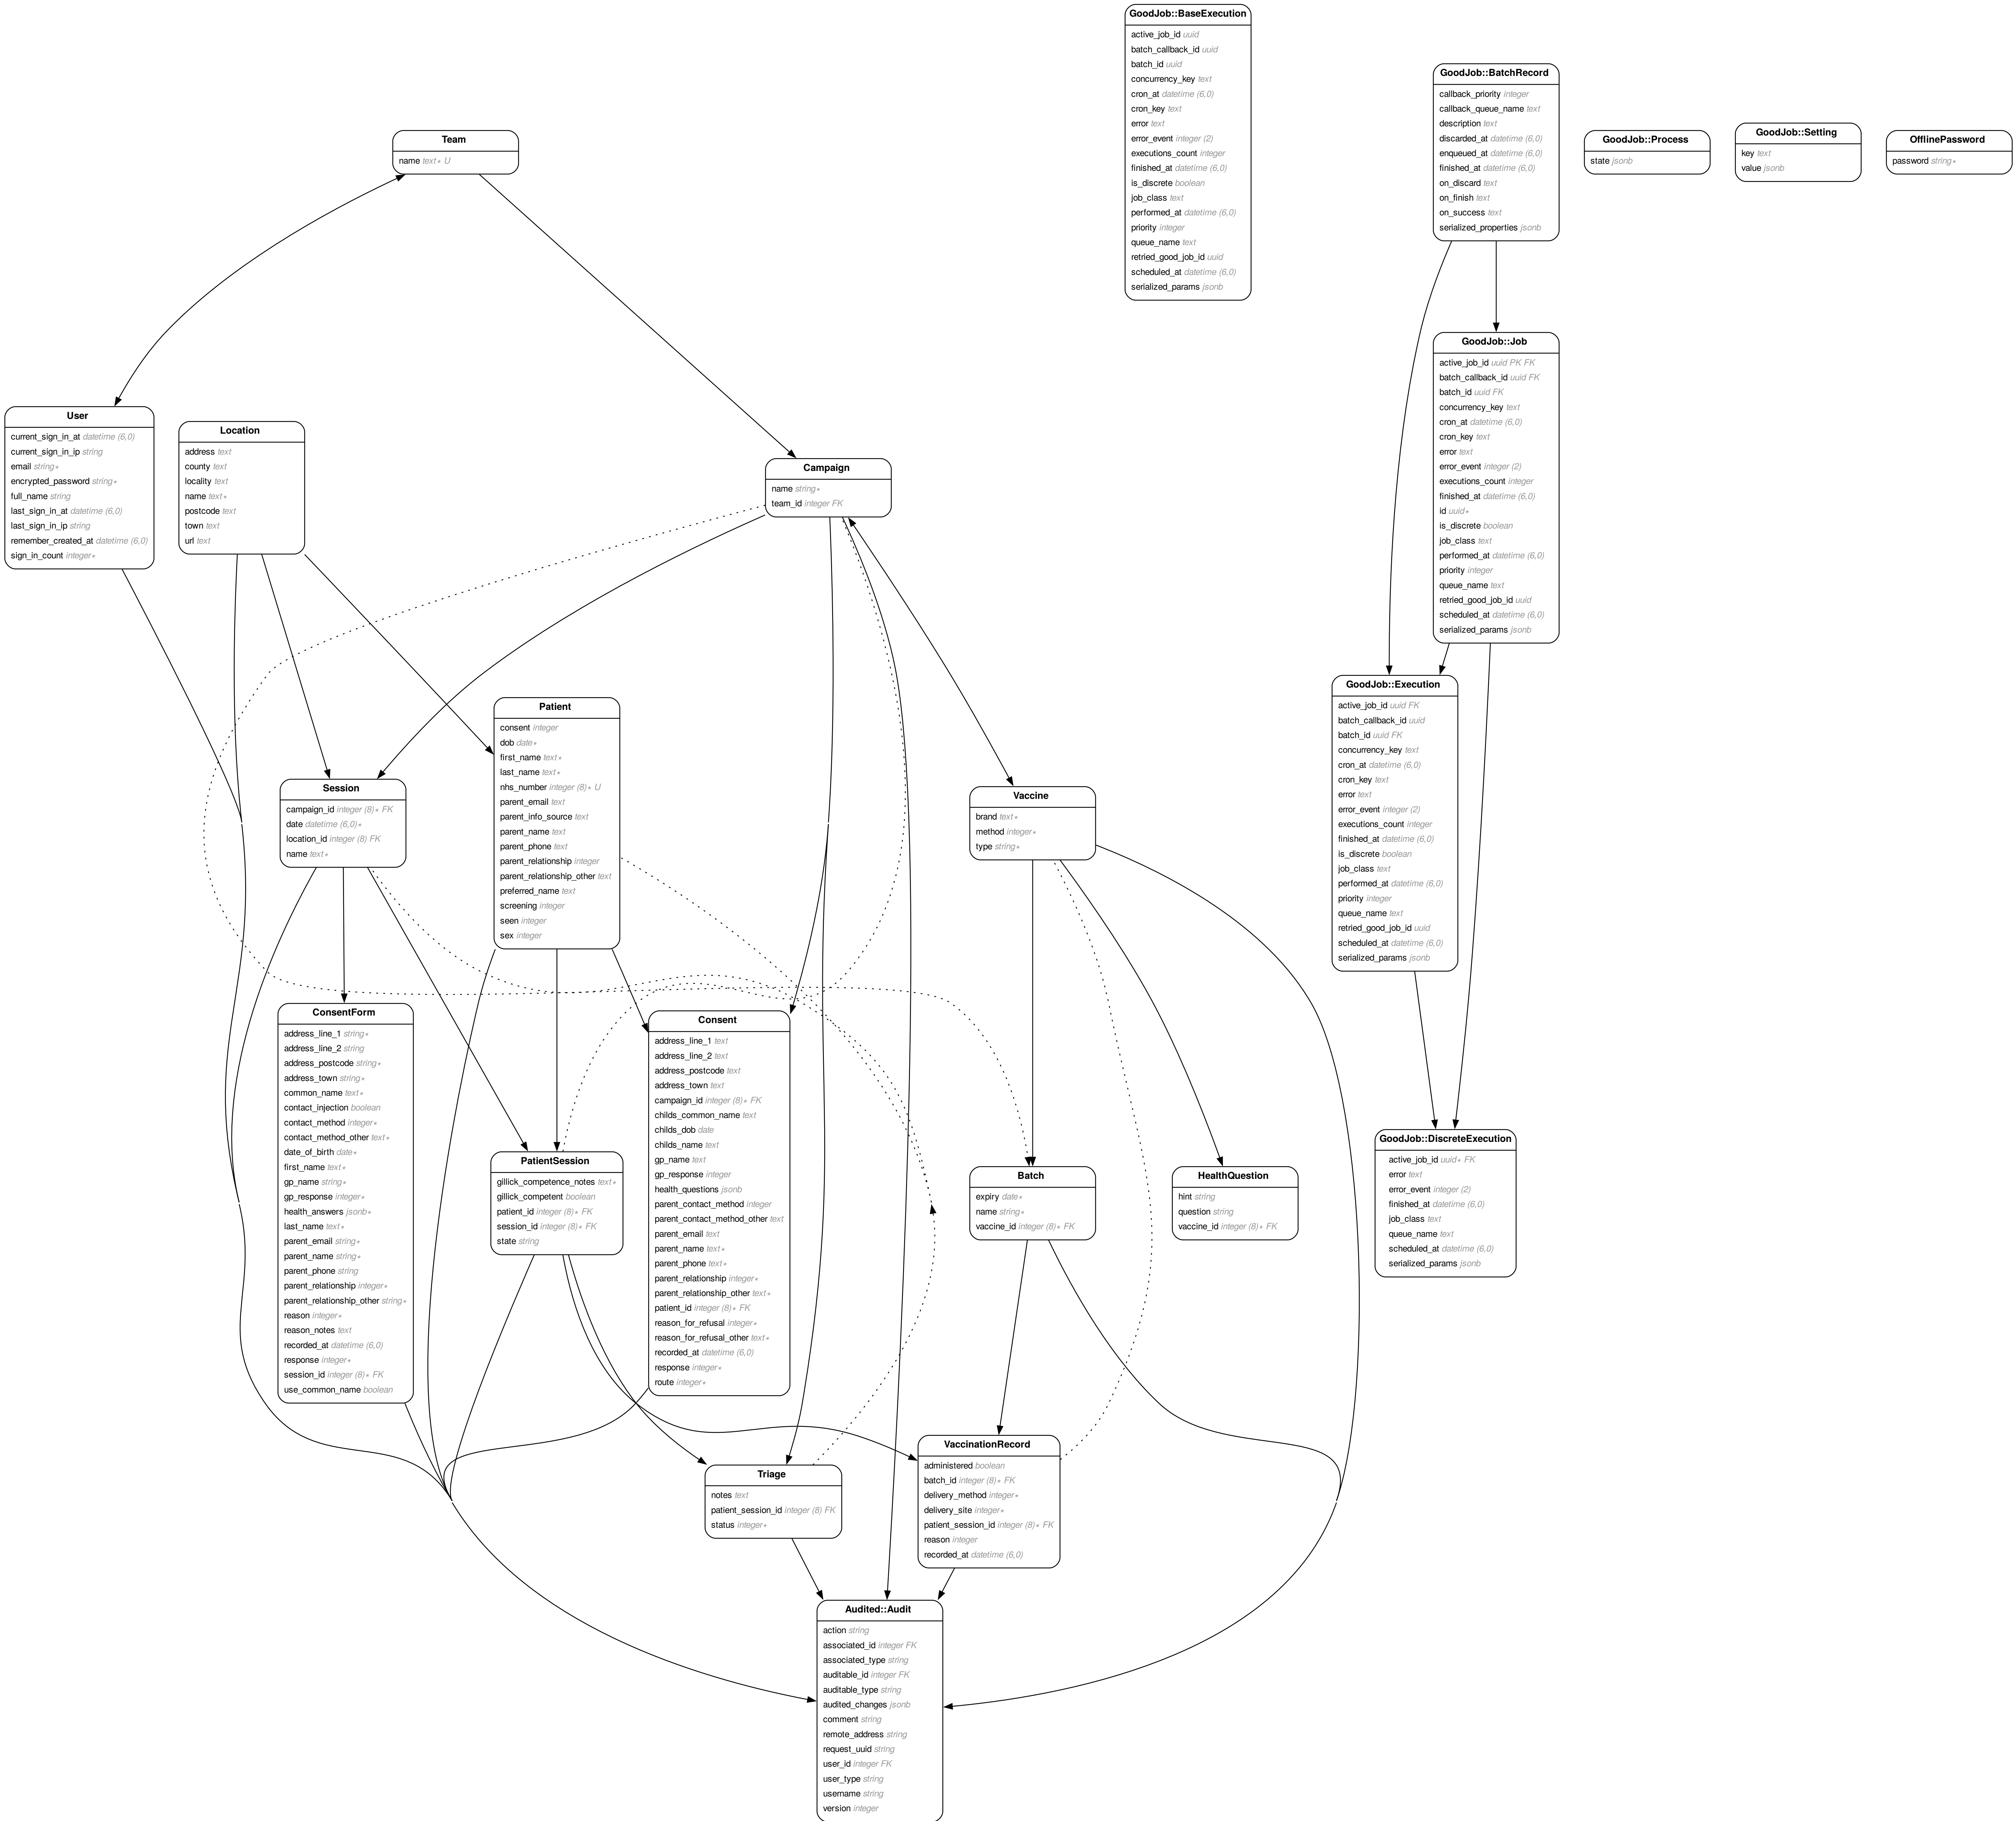 GoodJob::BaseExecution
active_job_id uuid
batch_callback_id uuid
batch_id uuid
concurrency_key text
cron_at datetime (6,0)
cron_key text
error text
error_event integer (2)
executions_count integer
finished_at datetime (6,0)
is_discrete boolean
job_class text
performed_at datetime (6,0)
priority integer
queue_name text
retried_good_job_id uuid
scheduled_at datetime (6,0)
serialized_params jsonb
GoodJob::BatchRecord
callback_priority integer
callback_queue_name text
description text
discarded_at datetime (6,0)
enqueued_at datetime (6,0)
finished_at datetime (6,0)
on_discard text
on_finish text
on_success text
serialized_properties jsonb
GoodJob::Process
state jsonb
GoodJob::Setting
key text
value jsonb
OfflinePassword
password string∗
Team
name text∗ U
GoodJob::Job
active_job_id uuid PK FK
batch_callback_id uuid FK
batch_id uuid FK
concurrency_key text
cron_at datetime (6,0)
cron_key text
error text
error_event integer (2)
executions_count integer
finished_at datetime (6,0)
id uuid∗
is_discrete boolean
job_class text
performed_at datetime (6,0)
priority integer
queue_name text
retried_good_job_id uuid
scheduled_at datetime (6,0)
serialized_params jsonb
User
current_sign_in_at datetime (6,0)
current_sign_in_ip string
email string∗
encrypted_password string∗
full_name string
last_sign_in_at datetime (6,0)
last_sign_in_ip string
remember_created_at datetime (6,0)
sign_in_count integer∗
Location
address text
county text
locality text
name text∗
postcode text
town text
url text
Campaign
name string∗
team_id integer FK
GoodJob::Execution
active_job_id uuid FK
batch_callback_id uuid
batch_id uuid FK
concurrency_key text
cron_at datetime (6,0)
cron_key text
error text
error_event integer (2)
executions_count integer
finished_at datetime (6,0)
is_discrete boolean
job_class text
performed_at datetime (6,0)
priority integer
queue_name text
retried_good_job_id uuid
scheduled_at datetime (6,0)
serialized_params jsonb
Patient
consent integer
dob date∗
first_name text∗
last_name text∗
nhs_number integer (8)∗ U
parent_email text
parent_info_source text
parent_name text
parent_phone text
parent_relationship integer
parent_relationship_other text
preferred_name text
screening integer
seen integer
sex integer
Session
campaign_id integer (8)∗ FK
date datetime (6,0)∗
location_id integer (8) FK
name text∗
Vaccine
brand text∗
method integer∗
type string∗
ConsentForm
address_line_1 string∗
address_line_2 string
address_postcode string∗
address_town string∗
common_name text∗
contact_injection boolean
contact_method integer∗
contact_method_other text∗
date_of_birth date∗
first_name text∗
gp_name string∗
gp_response integer∗
health_answers jsonb∗
last_name text∗
parent_email string∗
parent_name string∗
parent_phone string
parent_relationship integer∗
parent_relationship_other string∗
reason integer∗
reason_notes text
recorded_at datetime (6,0)
response integer∗
session_id integer (8)∗ FK
use_common_name boolean
Consent
address_line_1 text
address_line_2 text
address_postcode text
address_town text
campaign_id integer (8)∗ FK
childs_common_name text
childs_dob date
childs_name text
gp_name text
gp_response integer
health_questions jsonb
parent_contact_method integer
parent_contact_method_other text
parent_email text
parent_name text∗
parent_phone text∗
parent_relationship integer∗
parent_relationship_other text∗
patient_id integer (8)∗ FK
reason_for_refusal integer∗
reason_for_refusal_other text∗
recorded_at datetime (6,0)
response integer∗
route integer∗
GoodJob::DiscreteExecution
active_job_id uuid∗ FK
error text
error_event integer (2)
finished_at datetime (6,0)
job_class text
queue_name text
scheduled_at datetime (6,0)
serialized_params jsonb
PatientSession
gillick_competence_notes text∗
gillick_competent boolean
patient_id integer (8)∗ FK
session_id integer (8)∗ FK
state string
Batch
expiry date∗
name string∗
vaccine_id integer (8)∗ FK
HealthQuestion
hint string
question string
vaccine_id integer (8)∗ FK
VaccinationRecord
administered boolean
batch_id integer (8)∗ FK
delivery_method integer∗
delivery_site integer∗
patient_session_id integer (8)∗ FK
reason integer
recorded_at datetime (6,0)
Triage
notes text
patient_session_id integer (8) FK
status integer∗
Audited::Audit
action string
associated_id integer FK
associated_type string
auditable_id integer FK
auditable_type string
audited_changes jsonb
comment string
remote_address string
request_uuid string
user_id integer FK
user_type string
username string
version integer